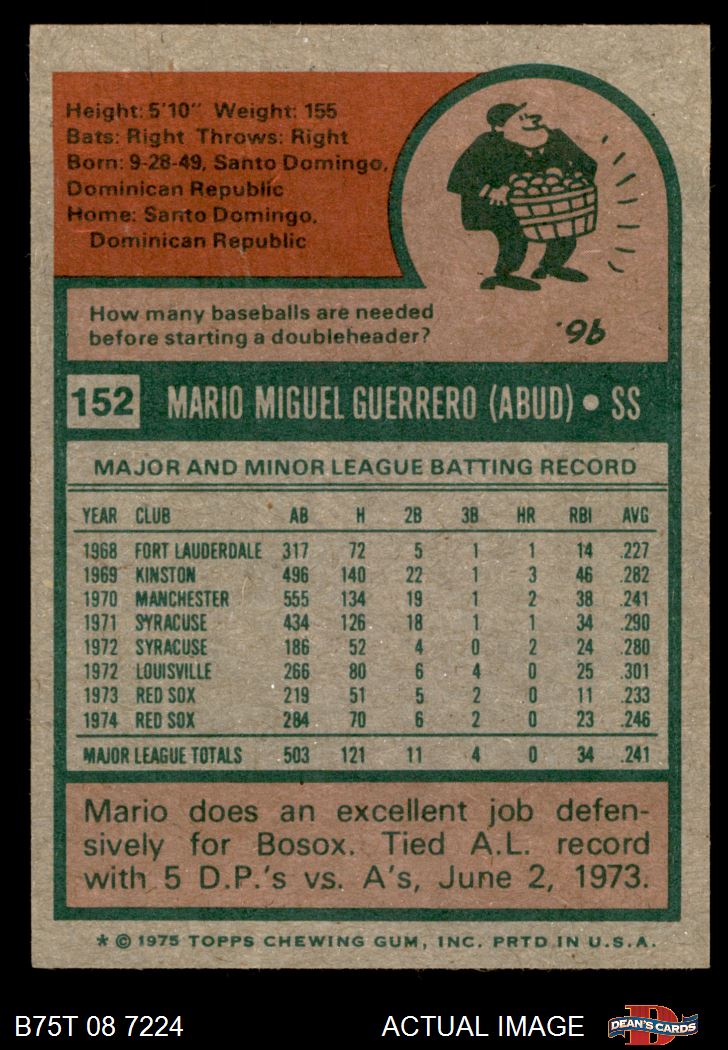 Height: 5'10" Weight: 155
Bats: Right Throws: Right
Born: 9-28-49, Santo Domingo,
Dominican Republic
Home: Santo Domingo,
Dominican Republic
How many baseballs are needed
before starting a doubleheader?
96.
152 MARIO MIGUEL GUERRERO (ABUD) • SS
MAJOR AND MINOR LEAGUE BATTING RECORD
YEAR CLUB AB H 2B 3B HR RBI AVG
1968 FORT LAUDERDALE 317 72 5 1 1 14 .227
1969 KINSTON 496 140 22 1 3 46 .282
1970 MANCHESTER 555 134 19 1 2 38 .241
1971 SYRACUSE 434 126 18 1 1 34 .290
1972 SYRACUSE 186 52 4 0 2 24 .280
1972 LOUISVILLE 266 80 6 4 0 25 .301
1973 RED SOX 219 51 5 2 0 11 .233
1974 RED SOX 284 70 6 2 0 23 .246
MAJOR LEAGUE TOTALS 503 121 11 4 0 34 .241
Mario does an excellent job defen-
sively for Bosox. Tied A.L. record
with 5 D.P.'s vs. A's, June 2, 1973.
* © 1975 TOPPS CHEWING GUM, INC. PRTD IN U.S.A.
B75T 08 7224 ACTUAL IMAGE
D
DEAN'S CARDS